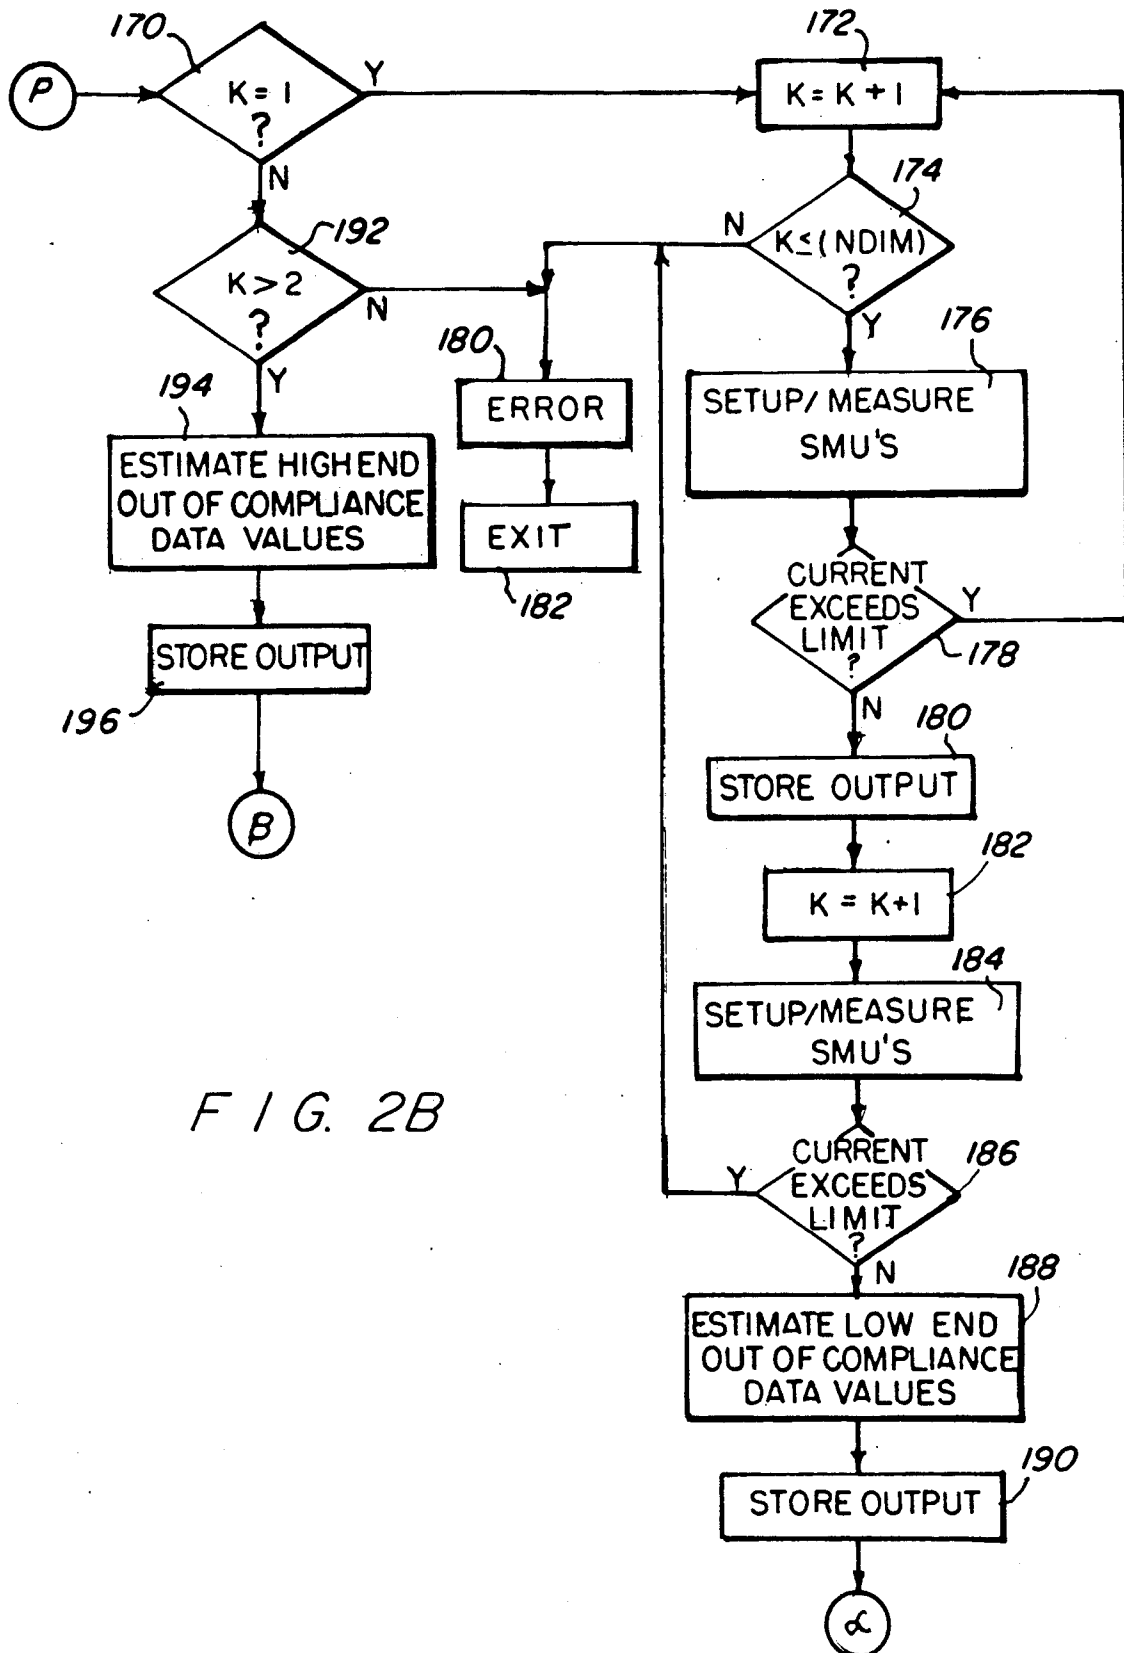 170
P
K = 1
?
Y
N
172
K = K + 1
174
K ≤ (NDIM)
?
N
Y
192
K > 2
?
N
Y
176
SETUP/ MEASURE
SMU'S
180
ERROR
194
ESTIMATE HIGH END
OUT OF COMPLIANCE
DATA VALUES
EXIT
182
CURRENT
EXCEEDS
LIMIT
?
Y
N
178
STORE OUTPUT
196
180
STORE OUTPUT
β
182
K = K+1
184
SETUP/MEASURE
SMU'S
FIG. 2B
CURRENT
EXCEEDS
LIMIT
?
Y
N
186
188
ESTIMATE LOW END
OUT OF COMPLIANCE
DATA VALUES
190
STORE OUTPUT
α